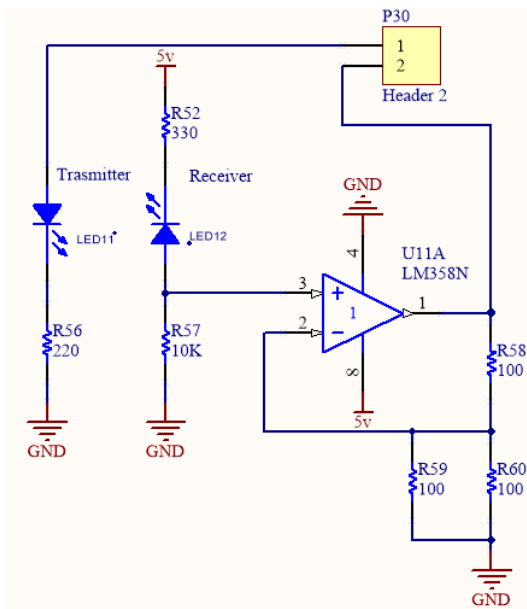 P30
1
2
Header 2
5v
R52
330
Trasmitter
Receiver
LED11
LED12
GND
4
U11A
LM358N
3
+
1
1
2
−
8
5v
R56
220
R57
10K
R58
100
GND
GND
R59
100
R60
100
GND